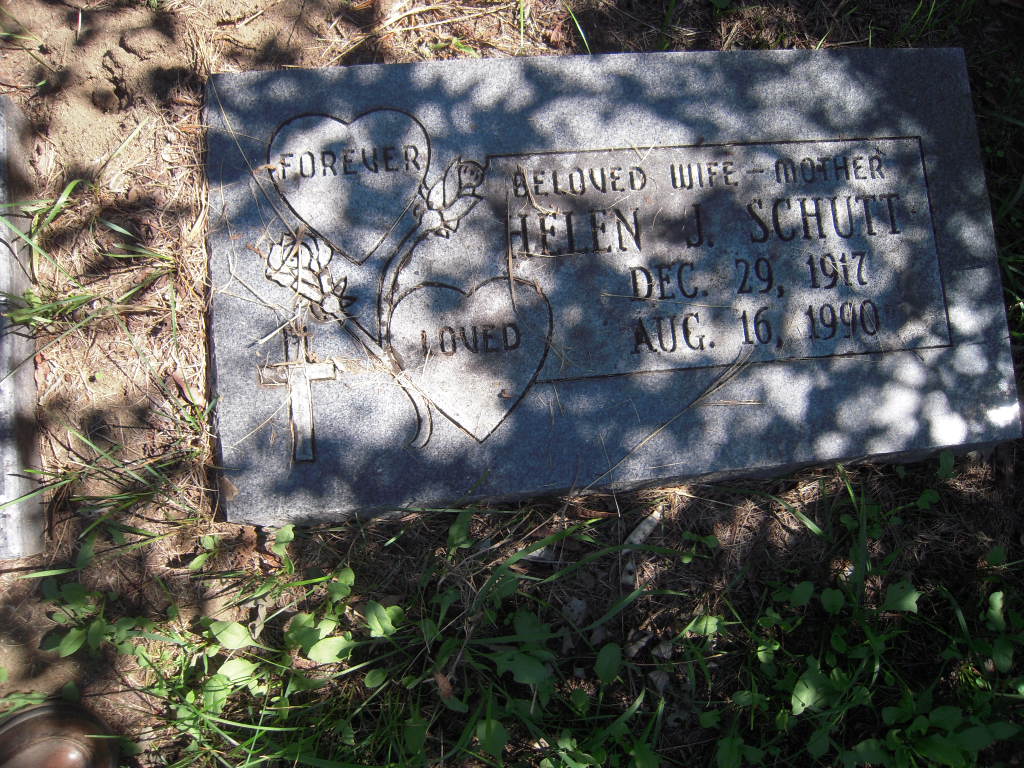 FOREVER
LOVED
BELOVED WIFE - MOTHER
HELEN J. SCHUTT
DEC. 29, 1917
AUG. 16, 1990